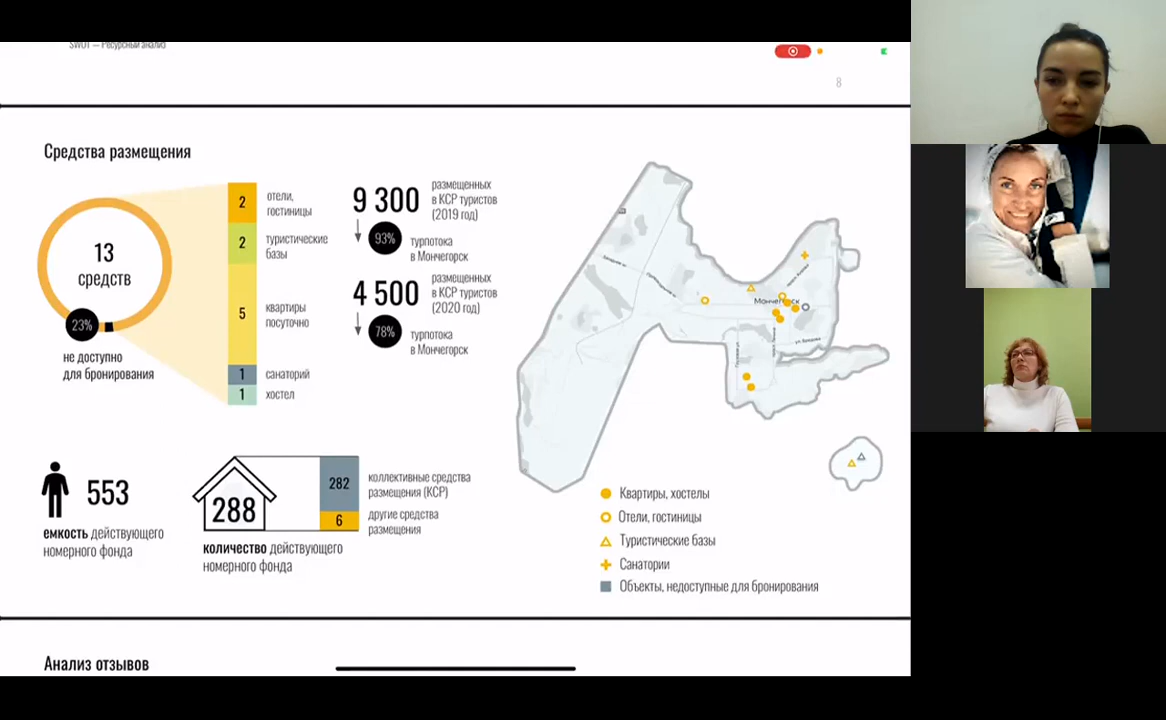 SWOT — Ресурсный анализ
8
Средства размещения
13
средств
23%
не доступно
для бронирования
2
отели,
гостиницы
2
туристические
базы
5
квартиры
посуточно
1
санаторий
1
хостел
9 300
размещенных
в КСР туристов
(2019 год)
93%
турпотока
в Мончегорск
4 500
размещенных
в КСР туристов
(2020 год)
78%
турпотока
в Мончегорск
Мончегорск
553
емкость действующего
номерного фонда
288
количество действующего
номерного фонда
282
коллективные средства
размещения (КСР)
6
другие средства
размещения
Квартиры, хостелы
Отели, гостиницы
Туристические базы
Санатории
Объекты, недоступные для бронирования
Анализ отзывов